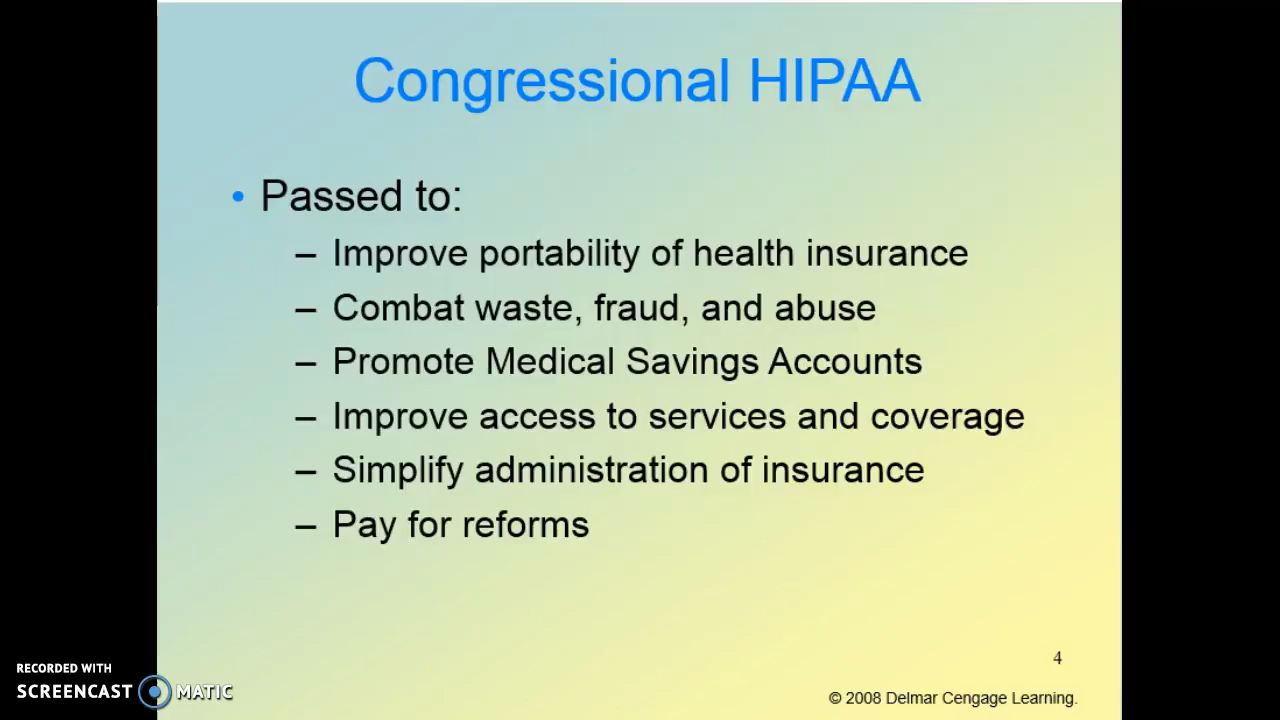 Congressional HIPAA
• Passed to:
– Improve portability of health insurance
– Combat waste, fraud, and abuse
– Promote Medical Savings Accounts
– Improve access to services and coverage
– Simplify administration of insurance
– Pay for reforms
4
© 2008 Delmar Cengage Learning.
RECORDED WITH
SCREENCAST MATIC